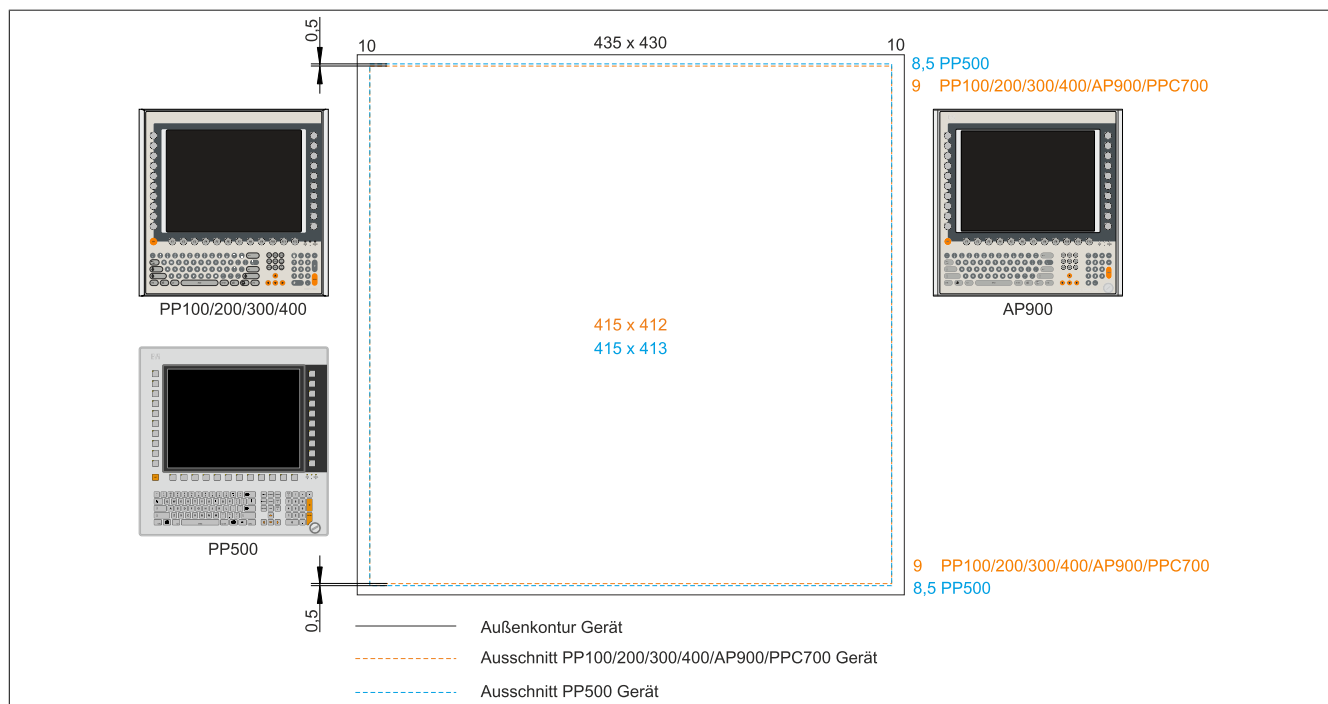 0,5
10
435 x 430
10
8,5 PP500
9 PP100/200/300/400/AP900/PPC700
PP100/200/300/400
AP900
415 x 412
415 x 413
PP500
9 PP100/200/300/400/AP900/PPC700
8,5 PP500
0,5
Außenkontur Gerät
Ausschnitt PP100/200/300/400/AP900/PPC700 Gerät
Ausschnitt PP500 Gerät